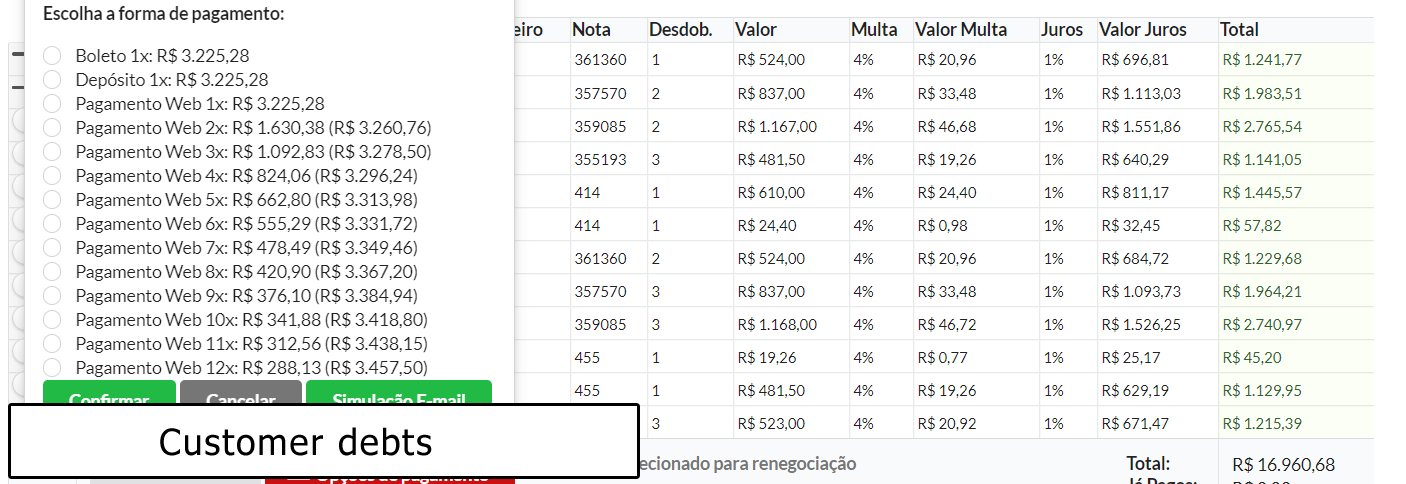 Escolha a forma de pagamento:
Boleto 1x: R$ 3.225,28
Depósito 1x: R$ 3.225,28
Pagamento Web 1x: R$ 3.225,28
Pagamento Web 2x: R$ 1.630,38 (R$ 3.260,76)
Pagamento Web 3x: R$ 1.092,83 (R$ 3.278,50)
Pagamento Web 4x: R$ 824,06 (R$ 3.296,24)
Pagamento Web 5x: R$ 662,80 (R$ 3.313,98)
Pagamento Web 6x: R$ 555,29 (R$ 3.331,72)
Pagamento Web 7x: R$ 478,49 (R$ 3.349,46)
Pagamento Web 8x: R$ 420,90 (R$ 3.367,20)
Pagamento Web 9x: R$ 376,10 (R$ 3.384,94)
Pagamento Web 10x: R$ 341,88 (R$ 3.418,80)
Pagamento Web 11x: R$ 312,56 (R$ 3.438,15)
Pagamento Web 12x: R$ 288,13 (R$ 3.457,50)
Confirmar Cancelar Simulação E-mail
Customer debts
eiro Nota Desdob. Valor Multa Valor Multa Juros Valor Juros Total
361360 1 R$ 524,00 4% R$ 20,96 1% R$ 696,81 R$ 1.241,77
357570 2 R$ 837,00 4% R$ 33,48 1% R$ 1.113,03 R$ 1.983,51
359085 2 R$ 1.167,00 4% R$ 46,68 1% R$ 1.551,86 R$ 2.765,54
355193 3 R$ 481,50 4% R$ 19,26 1% R$ 640,29 R$ 1.141,05
414 1 R$ 610,00 4% R$ 24,40 1% R$ 811,17 R$ 1.445,57
414 1 R$ 24,40 4% R$ 0,98 1% R$ 32,45 R$ 57,82
361360 2 R$ 524,00 4% R$ 20,96 1% R$ 684,72 R$ 1.229,68
357570 3 R$ 837,00 4% R$ 33,48 1% R$ 1.093,73 R$ 1.964,21
359085 3 R$ 1.168,00 4% R$ 46,72 1% R$ 1.526,25 R$ 2.740,97
455 1 R$ 19,26 4% R$ 0,77 1% R$ 25,17 R$ 45,20
455 1 R$ 481,50 4% R$ 19,26 1% R$ 629,19 R$ 1.129,95
3 R$ 523,00 4% R$ 20,92 1% R$ 671,47 R$ 1.215,39
ecionado para renegociação Total: R$ 16.960,68